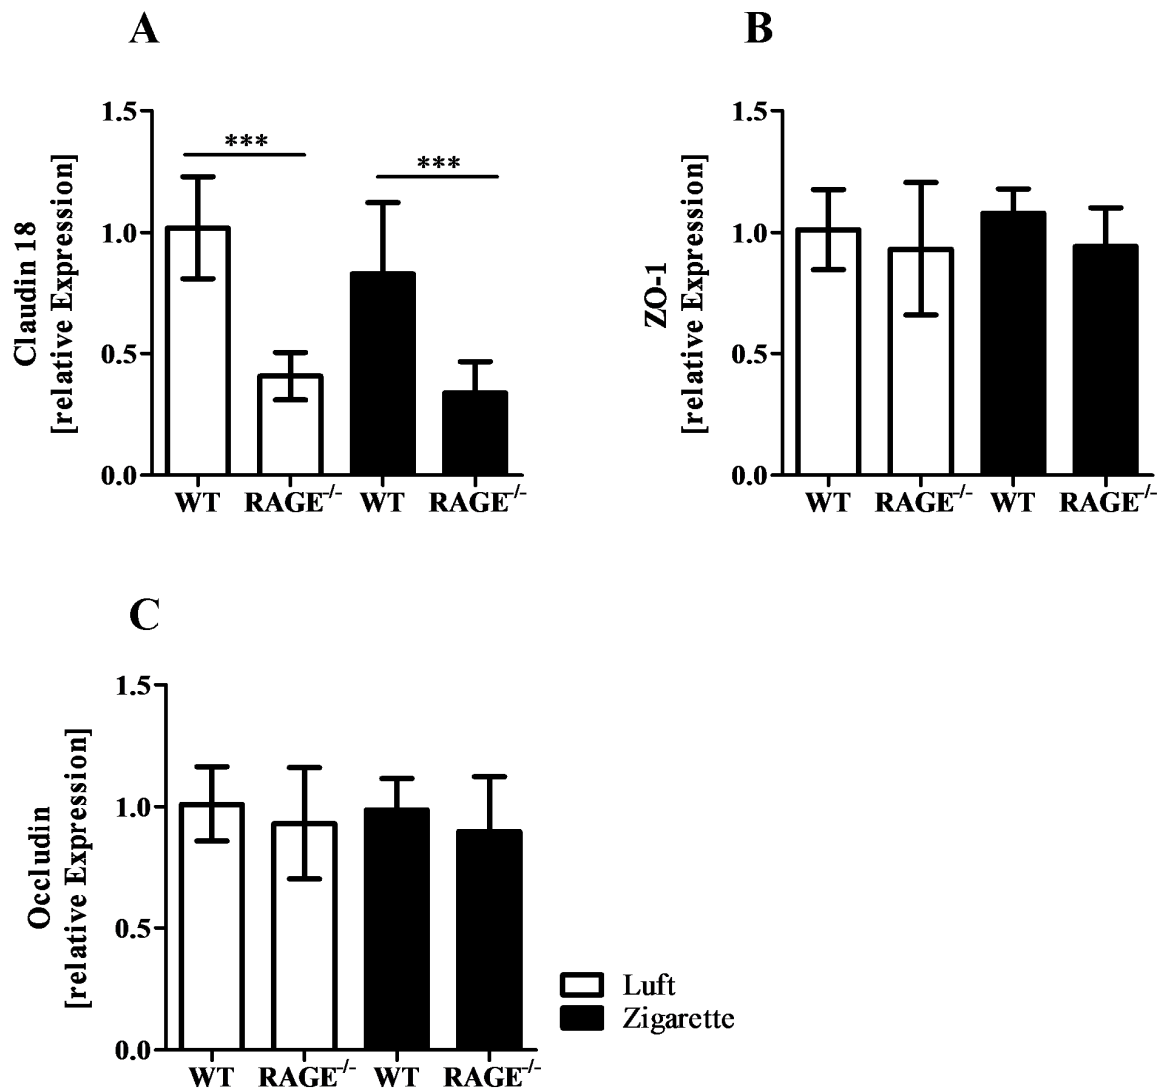 A
Claudin 18
[relative Expression]
1.5
1.0
0.5
0.0
***
***
WT RAGE-/- WT RAGE-/-
B
ZO-1
[relative Expression]
1.5
1.0
0.5
0.0
WT RAGE-/- WT RAGE-/-
C
Occludin
[relative Expression]
1.5
1.0
0.5
0.0
WT RAGE-/- WT RAGE-/-
Luft
Zigarette